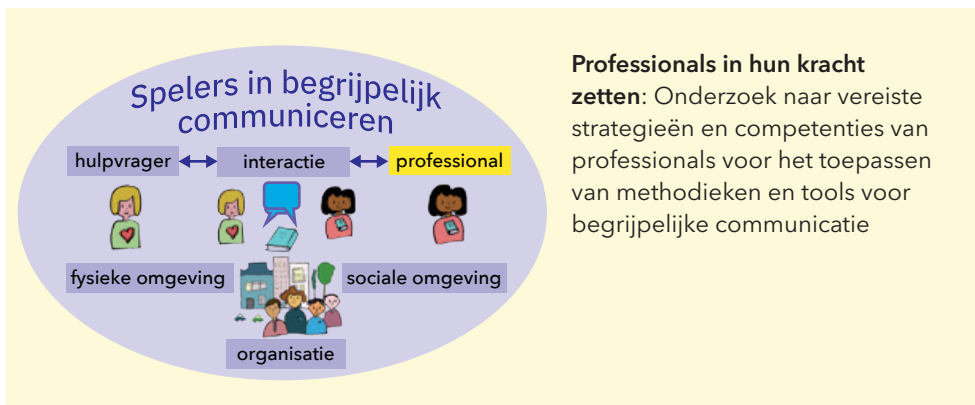 Spelers in begrijpelijk
communiceren
hulpvrager
interactie
professional
fysieke omgeving
sociale omgeving
organisatie
Professionals in hun kracht
zetten: Onderzoek naar vereiste
strategieën en competenties van
professionals voor het toepassen
van methodieken en tools voor
begrijpelijke communicatie